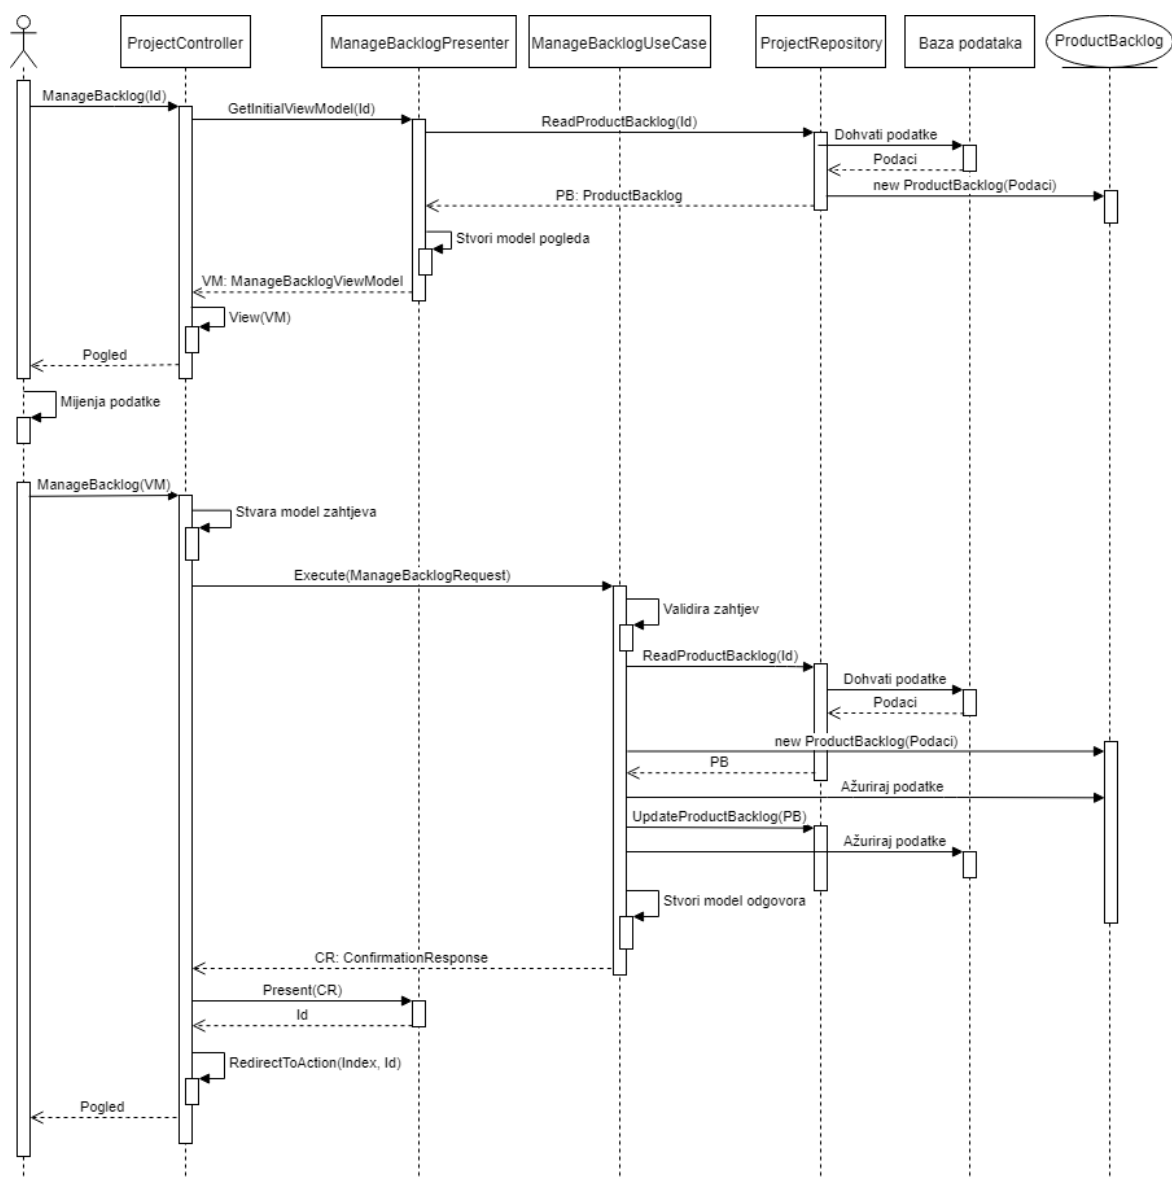 ProjectController
ManageBacklogPresenter
ManageBacklogUseCase
ProjectRepository
Baza podataka
ProductBacklog
ManageBacklog(Id)
GetInitialViewModel(Id)
ReadProductBacklog(Id)
Dohvati podatke
Podaci
new ProductBacklog(Podaci)
PB: ProductBacklog
Stvori model pogleda
VM: ManageBacklogViewModel
View(VM)
Pogled
Mijenja podatke
ManageBacklog(VM)
Stvara model zahtjeva
Execute(ManageBacklogRequest)
Validira zahtjev
ReadProductBacklog(Id)
Dohvati podatke
Podaci
new ProductBacklog(Podaci)
PB
Ažuriraj podatke
UpdateProductBacklog(PB)
Ažuriraj podatke
Stvori model odgovora
CR: ConfirmationResponse
Present(CR)
Id
RedirectToAction(Index, Id)
Pogled